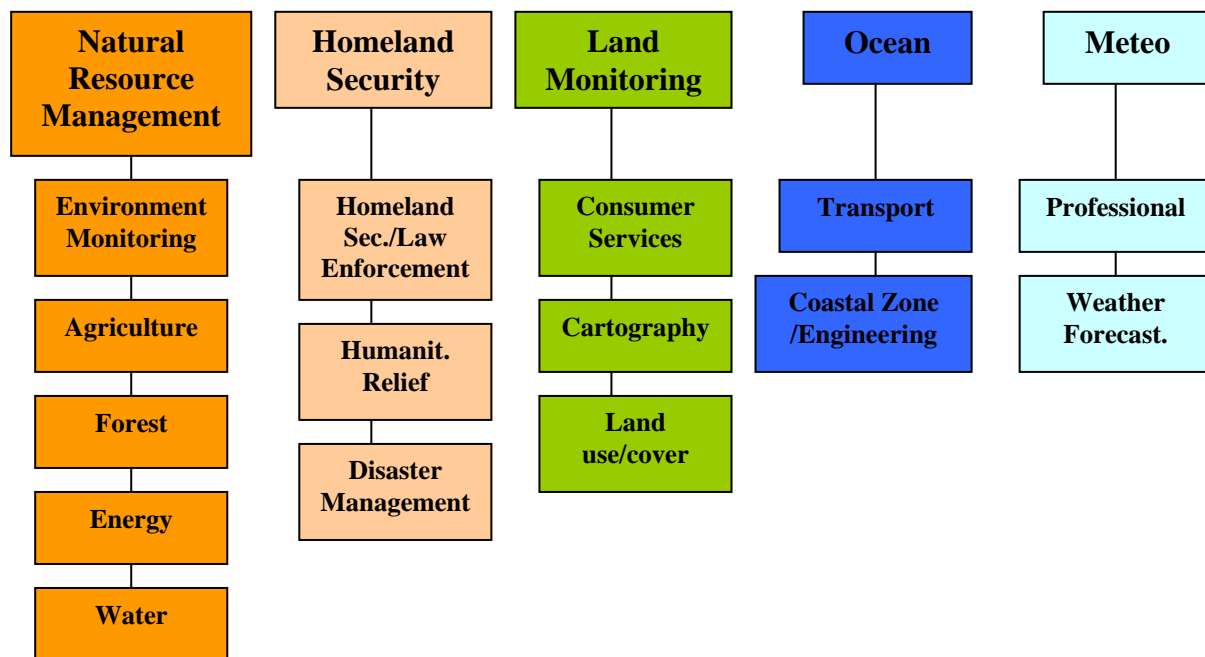 Natural
Resource
Management
Environment
Monitoring
Agriculture
Forest
Energy
Water
Homeland
Security
Homeland
Sec./Law
Enforcement
Humanit.
Relief
Disaster
Management
Land
Monitoring
Consumer
Services
Cartography
Land
use/cover
Ocean
Transport
Coastal Zone
/Engineering
Meteo
Professional
Weather
Forecast.